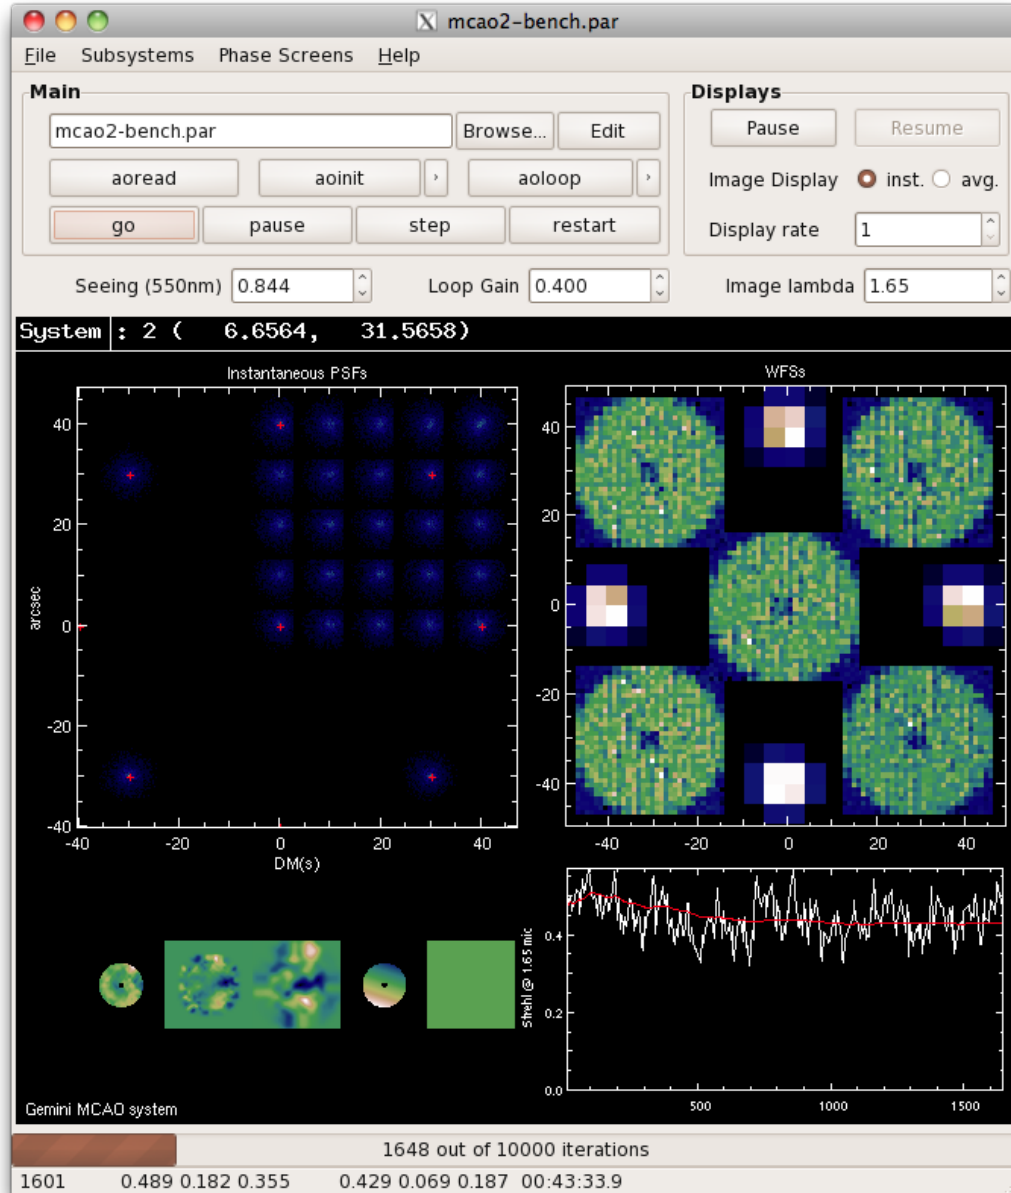 mcao2-bench.par
File Subsystems Phase Screens Help
Main
Displays
mcao2-bench.par Browse... Edit
Pause Resume
aoread aoinit › aoloop ›
Image Display inst. avg.
go pause step restart
Display rate 1
Seeing (550nm) 0.844 Loop Gain 0.400 Image lambda 1.65
System : 2 ( 6.6564, 31.5658)
Instantaneous PSFs
WFSs
40
20
0
-20
-40
arcsec
-40 -20 0 20 40
DM(s)
40
20
0
-20
-40
-40 -20 0 20 40
Strehl @ 1.65 mic
0.4
0.2
0.0
500 1000 1500
Gemini MCAO system
1648 out of 10000 iterations
1601 0.489 0.182 0.355 0.429 0.069 0.187 00:43:33.9